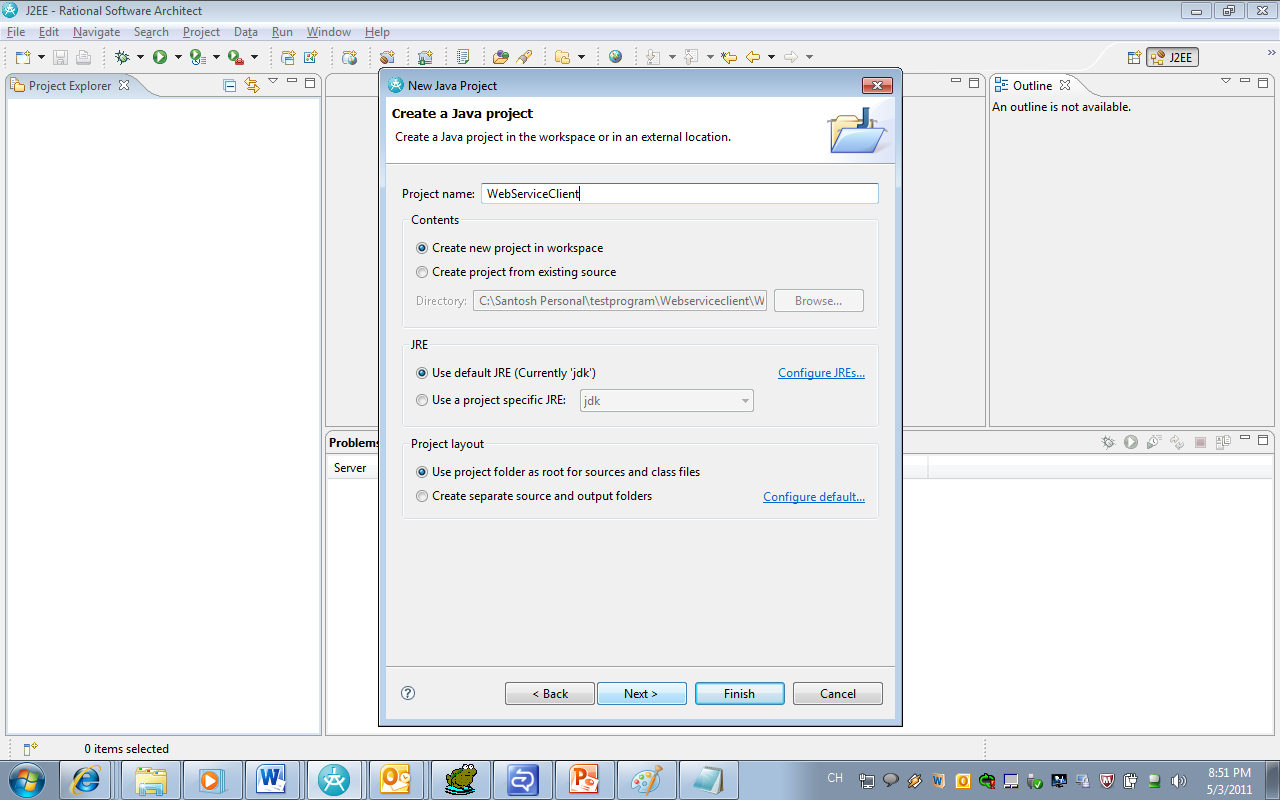 J2EE - Rational Software Architect
File Edit Navigate Search Project Data Run Window Help
J2EE
Project Explorer
Outline
An outline is not available.
New Java Project
Create a Java project
Create a Java project in the workspace or in an external location.
Project name: WebServiceClient
Contents
Create new project in workspace
Create project from existing source
Directory: C:\Santosh Personal\testprogram\Webserviceclient\W
Browse...
JRE
Use default JRE (Currently 'jdk')
Configure JREs...
Use a project specific JRE: jdk
Project layout
Use project folder as root for sources and class files
Create separate source and output folders
Configure default...
< Back Next > Finish Cancel
Problems
Server
0 items selected
CH
8:51 PM
5/3/2011